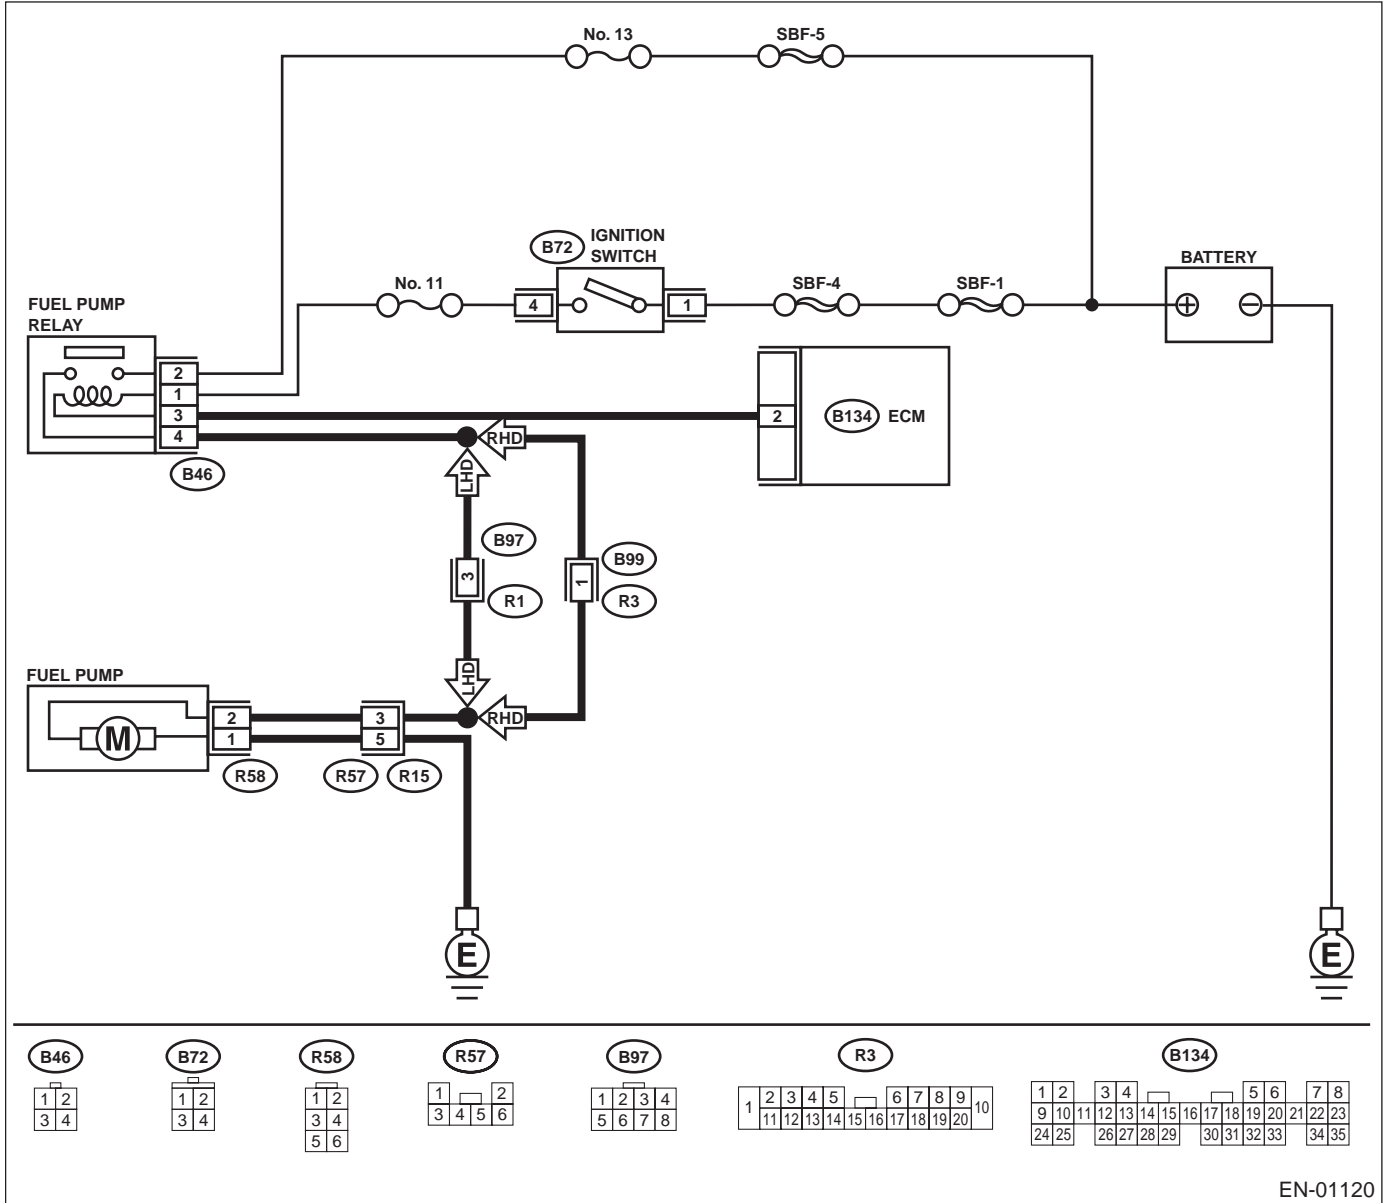 No. 13
SBF-5
B72
IGNITION
SWITCH
BATTERY
No. 11
4
1
SBF-4
SBF-1
+
−
FUEL PUMP
RELAY
2
1
3
4
B46
2
B134
ECM
RHD
LHD
B97
3
R1
B99
1
R3
LHD
RHD
FUEL PUMP
M
2
1
3
5
R58
R57
R15
E
E
B46
B72
R58
R57
B97
R3
B134
1 2
3 4
1 2
3 4
1 2
3 4
5 6
1 2
3 4 5 6
1 2 3 4
5 6 7 8
1 2 3 4 5 6 7 8 9 10
11 12 13 14 15 16 17 18 19 20
1 2 3 4 5 6 7 8
9 10 11 12 13 14 15 16 17 18 19 20 21 22 23
24 25 26 27 28 29 30 31 32 33 34 35
EN-01120